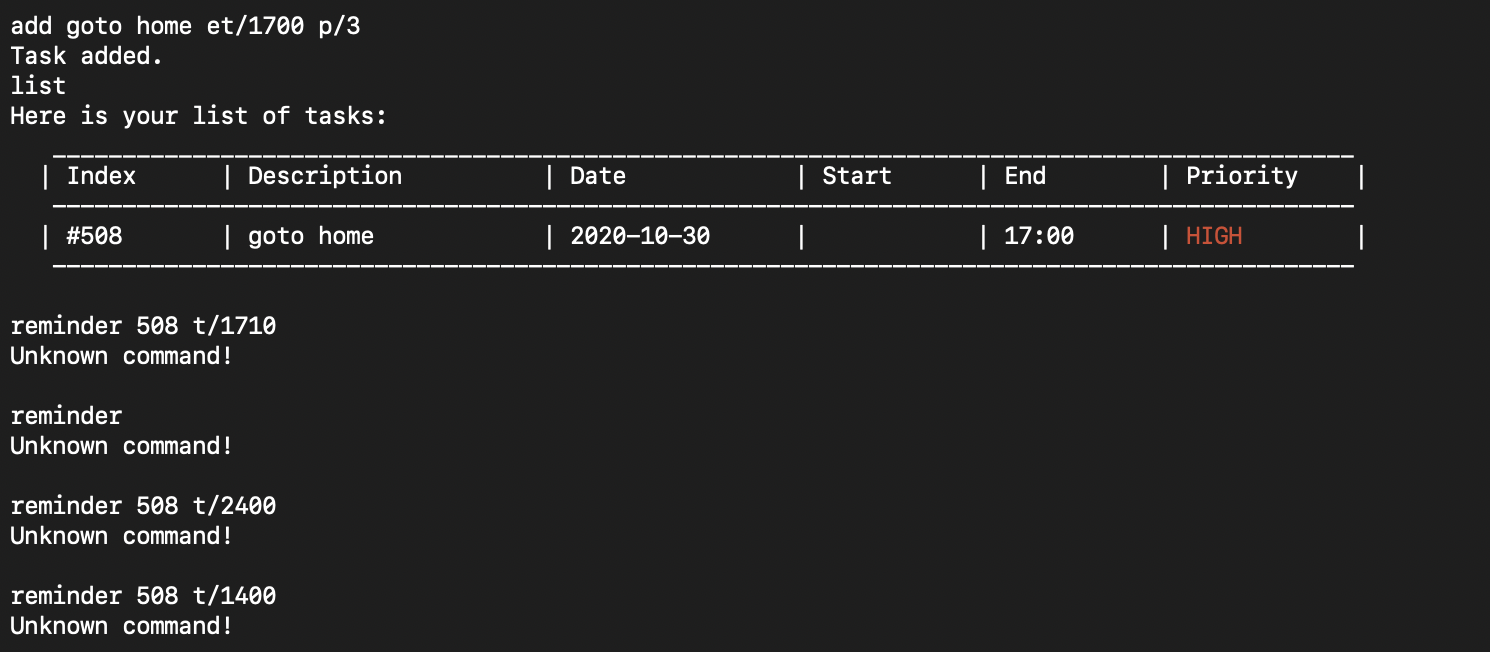 add goto home et/1700 p/3
Task added.
list
Here is your list of tasks:
| Index | Description | Date | Start | End | Priority |
| #508 | goto home | 2020-10-30 | | 17:00 | HIGH |
reminder 508 t/1710
Unknown command!
reminder
Unknown command!
reminder 508 t/2400
Unknown command!
reminder 508 t/1400
Unknown command!